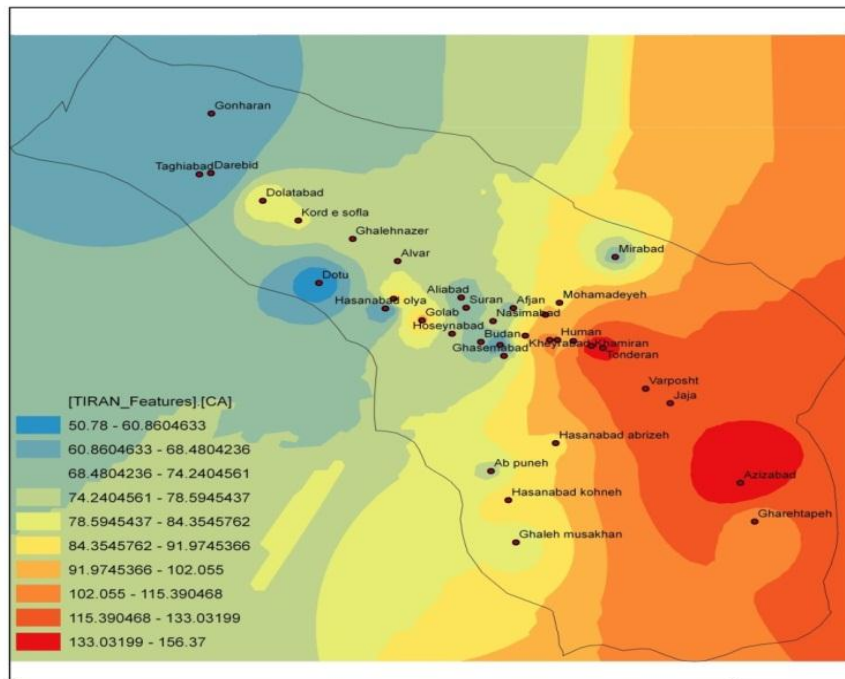 Gonharan
Taghiabad Darebid
Dolatabad
Kord e sofla
Ghalehnazer
Alvar
Mirabad
Dotu
Aliabad
Hasanabad olya
Suran
Afjan
Mohamadeyeh
Golab
Nasimabad
Hoseynabad
Budan
Human
Ghasemabad
Kheyrabad Khamiran
Tonderan
Varposht
Jaja
Hasanabad abrizeh
Ab puneh
Azizabad
Hasanabad kohneh
Gharehtapeh
Ghaleh musakhan
[TIRAN_Features].[CA]
50.78 - 60.8604633
60.8604633 - 68.4804236
68.4804236 - 74.2404561
74.2404561 - 78.5945437
78.5945437 - 84.3545762
84.3545762 - 91.9745366
91.9745366 - 102.055
102.055 - 115.390468
115.390468 - 133.03199
133.03199 - 156.37